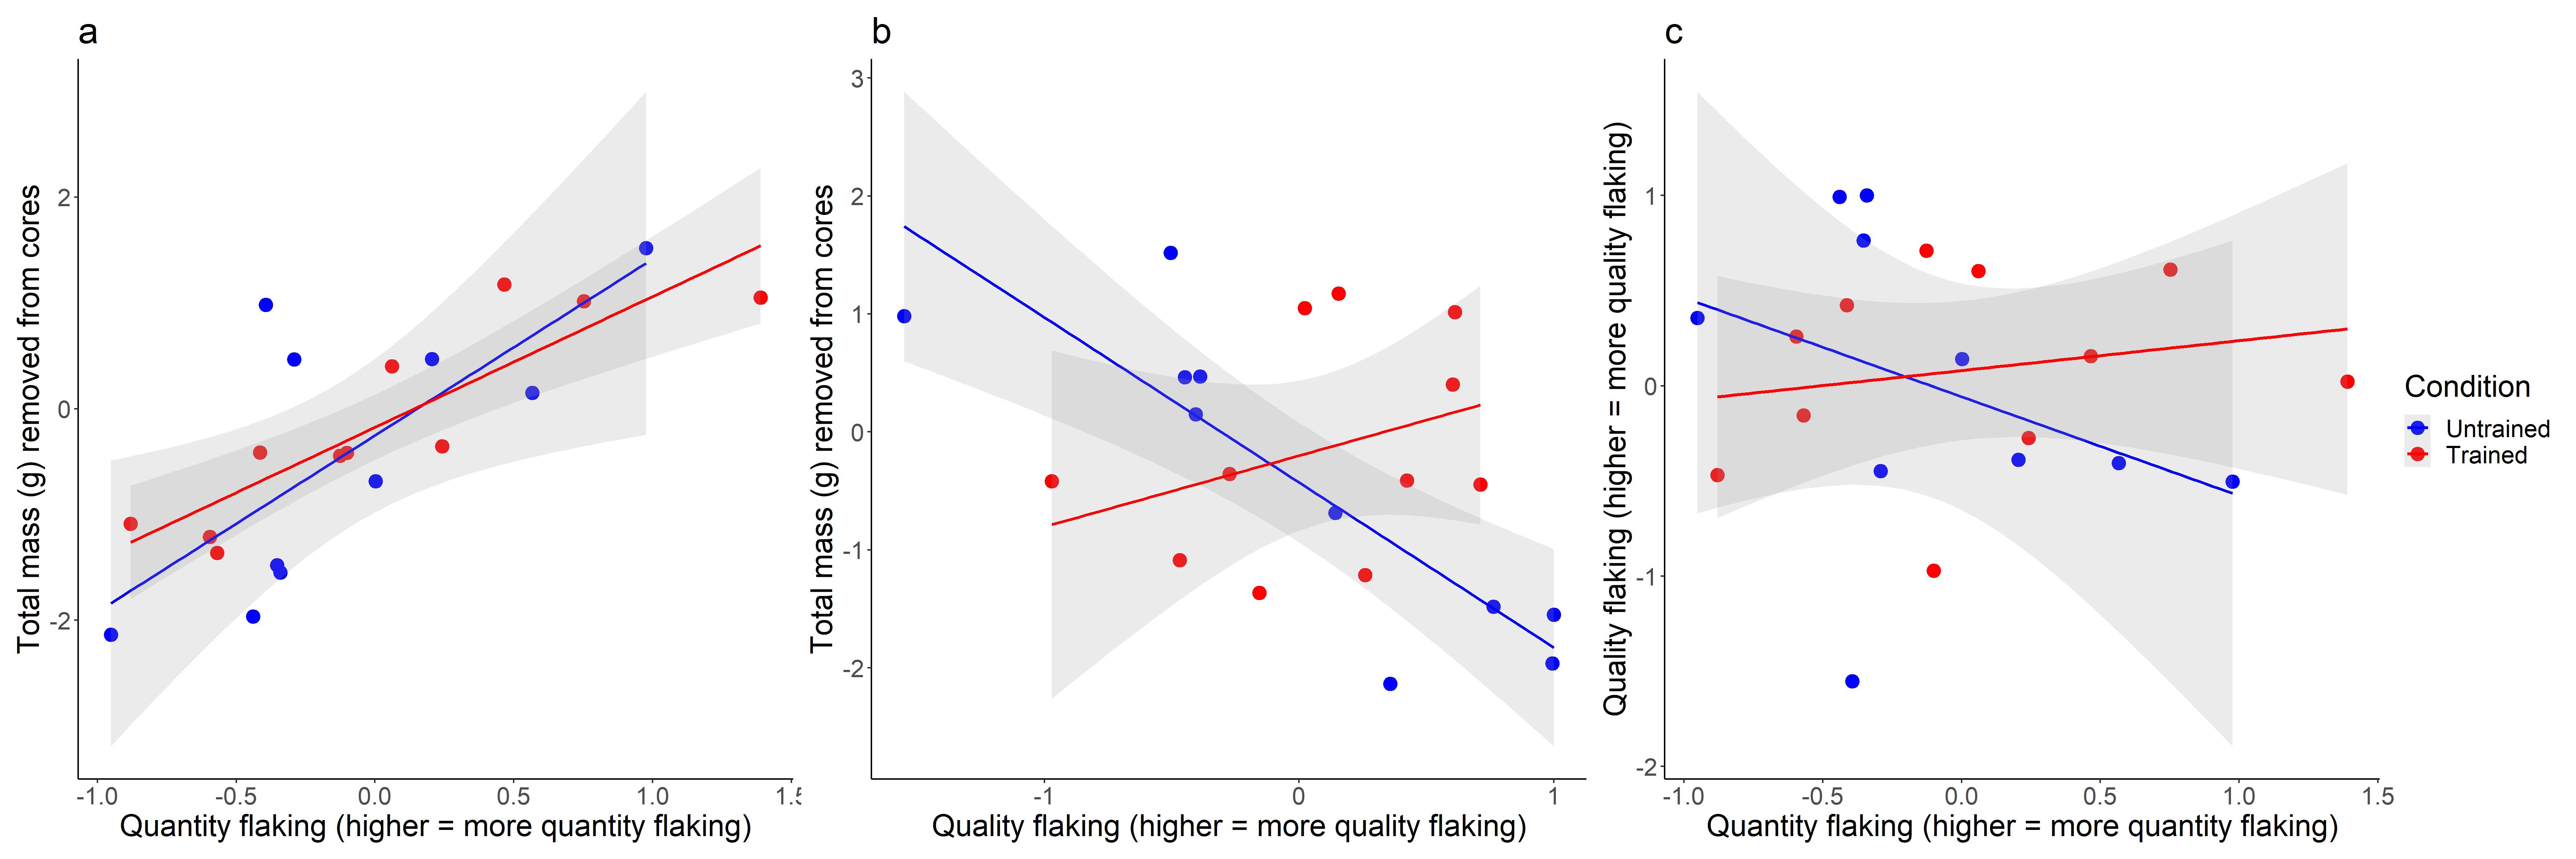 a
b
c
Total mass (g) removed from cores
2
0
-2
-1.0
-0.5
0.0
0.5
1.0
1.5
Quantity flaking (higher = more quantity flaking)
Total mass (g) removed from cores
3
2
1
0
-1
-2
-1
0
1
Quality flaking (higher = more quality flaking)
Quality flaking (higher = more quality flaking)
1
0
-1
-2
-1.0
-0.5
0.0
0.5
1.0
1.5
Quantity flaking (higher = more quantity flaking)
Condition
Untrained
Trained